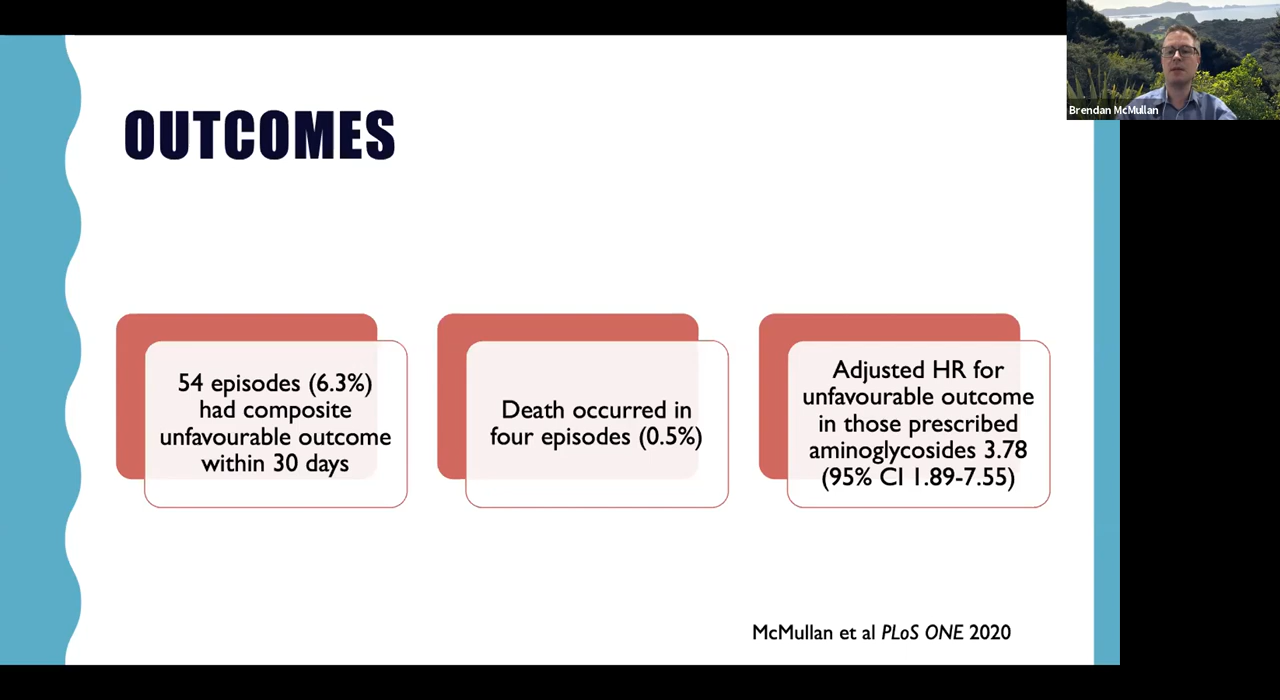 Brendan McMullan
OUTCOMES
54 episodes (6.3%)
had composite
unfavourable outcome
within 30 days
Death occurred in
four episodes (0.5%)
Adjusted HR for
unfavourable outcome
in those prescribed
aminoglycosides 3.78
(95% CI 1.89-7.55)
McMullan et al PLoS ONE 2020